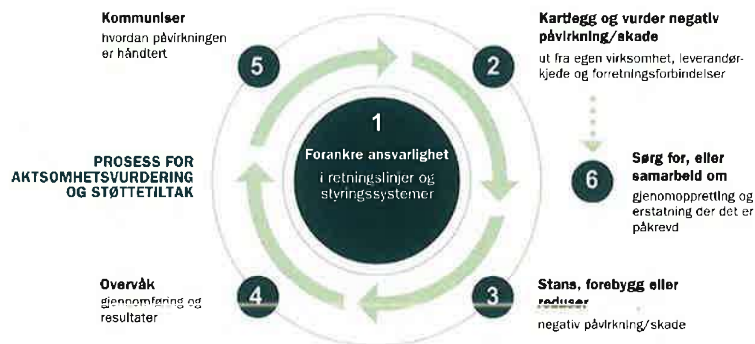 Kommuniser
hvordan påvirkningen
er håndtert
5
Kartlegg og vurder negativ
påvirkning/skade
ut fra egen virksomhet, leverandør-
kjede og forretningsforbindelser
2
1
Forankre ansvarlighet
i retningslinjer og
styringssystemer
PROSESS FOR
AKTSOMHETSVURDERING
OG STØTTETILTAK
6
Sørg for, eller
samarbeid om
gjenoppretting og
erstatning der det er
påkrevd
Overvåk
gjennomføring og
resultater
4
3
Stans, forebygg eller
reduser
negativ påvirkning/skade